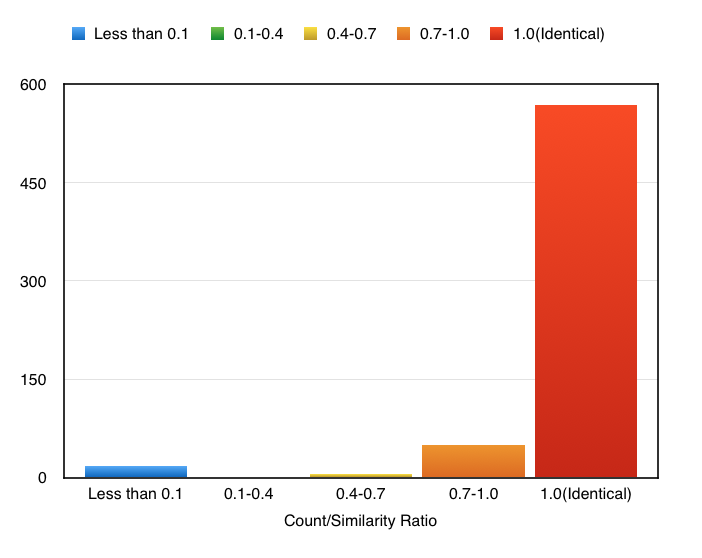 Less than 0.1 0.1-0.4 0.4-0.7 0.7-1.0 1.0(Identical)
600
450
300
150
0
Less than 0.1 0.1-0.4 0.4-0.7 0.7-1.0 1.0(Identical)
Count/Similarity Ratio